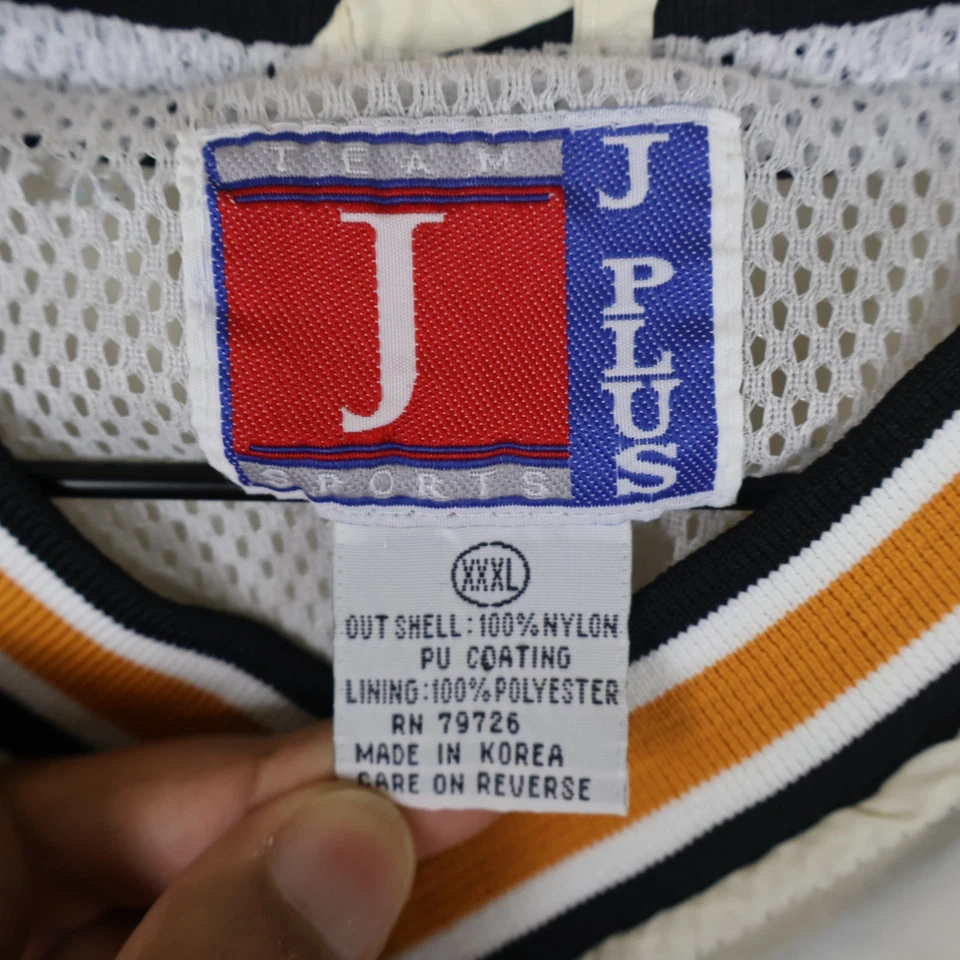 TEAM
J
SPORTS
J PLUS
XXXL
OUT SHELL:100%NYLON
PU COATING
LINING:100%POLYESTER
RN 79726
MADE IN KOREA
CARE ON REVERSE